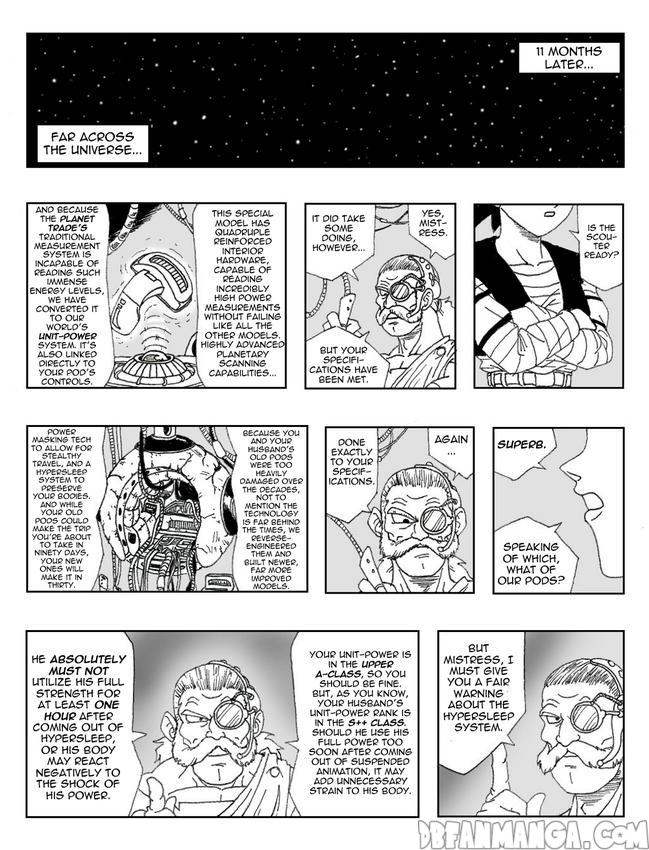 11 MONTHS
LATER...
FAR ACROSS
THE UNIVERSE...
IS THE
SCOU-
TER
READY?
YES,
MIST-
RESS.
IT DID TAKE
SOME
DOING,
HOWEVER...
BUT YOUR
SPECIFI-
CATIONS HAVE
BEEN MET.
THIS SPECIAL
MODEL HAS
QUADRUPLE
REINFORCED
INTERIOR
HARDWARE,
CAPABLE OF
READING
INCREDIBLY
HIGH POWER
MEASUREMENTS
WITHOUT FAILING
LIKE ALL THE
OTHER MODELS.
HIGHLY ADVANCED
PLANETARY
SCANNING
CAPABILITIES...
AND BECAUSE
THE PLANET
TRADE'S
TRADITIONAL
MEASUREMENT
SYSTEM IS
INCAPABLE OF
READING SUCH
IMMENSE
ENERGY LEVELS,
WE HAVE
CONVERTED IT
TO OUR
WORLD'S
UNIT-POWER
SYSTEM. IT'S
ALSO LINKED
DIRECTLY TO
YOUR POD'S
CONTROLS.
SUPERB.
SPEAKING
OF WHICH,
WHAT OF
OUR PODS?
AGAIN
...
DONE
EXACTLY
TO YOUR
SPECIF-
ICATIONS.
BECAUSE YOU
AND YOUR
HUSBAND'S
OLD PODS
WERE TOO
HEAVILY
DAMAGED OVER
THE DECADES,
NOT TO
MENTION THE
TECHNOLOGY
IS FAR BEHIND
THE TIMES, WE
REVERSE-
ENGINEERED
THEM AND
BUILT NEWER,
FAR MORE
IMPROVED
MODELS.
POWER
MASKING TECH
TO ALLOW FOR
STEALTHY
TRAVEL, AND A
HYPERSLEEP
SYSTEM TO
PRESERVE
YOUR BODIES.
AND WHILE
YOUR OLD
PODS COULD
MAKE THE TRIP
YOU'RE ABOUT
TO TAKE IN
NINETY DAYS,
YOUR NEW
ONES WILL
MAKE IT IN
THIRTY.
BUT
MISTRESS, I
MUST GIVE
YOU A FAIR
WARNING
ABOUT THE
HYPERSLEEP
SYSTEM.
YOUR UNIT-POWER IS
IN THE UPPER
A-CLASS, SO YOU
SHOULD BE FINE.
BUT, AS YOU KNOW,
YOUR HUSBAND'S
UNIT-POWER RANK IS
IN THE S++ CLASS.
SHOULD HE USE HIS
FULL POWER TOO
SOON AFTER COMING
OUT OF SUSPENDED
ANIMATION, IT MAY
ADD UNNECESSARY
STRAIN TO HIS BODY.
HE ABSOLUTELY
MUST NOT
UTILIZE HIS FULL
STRENGTH FOR
AT LEAST ONE
HOUR AFTER
COMING OUT OF
HYPERSLEEP,
OR HIS BODY
MAY REACT
NEGATIVELY TO
THE SHOCK OF
HIS POWER.
DBFANMANGA.COM